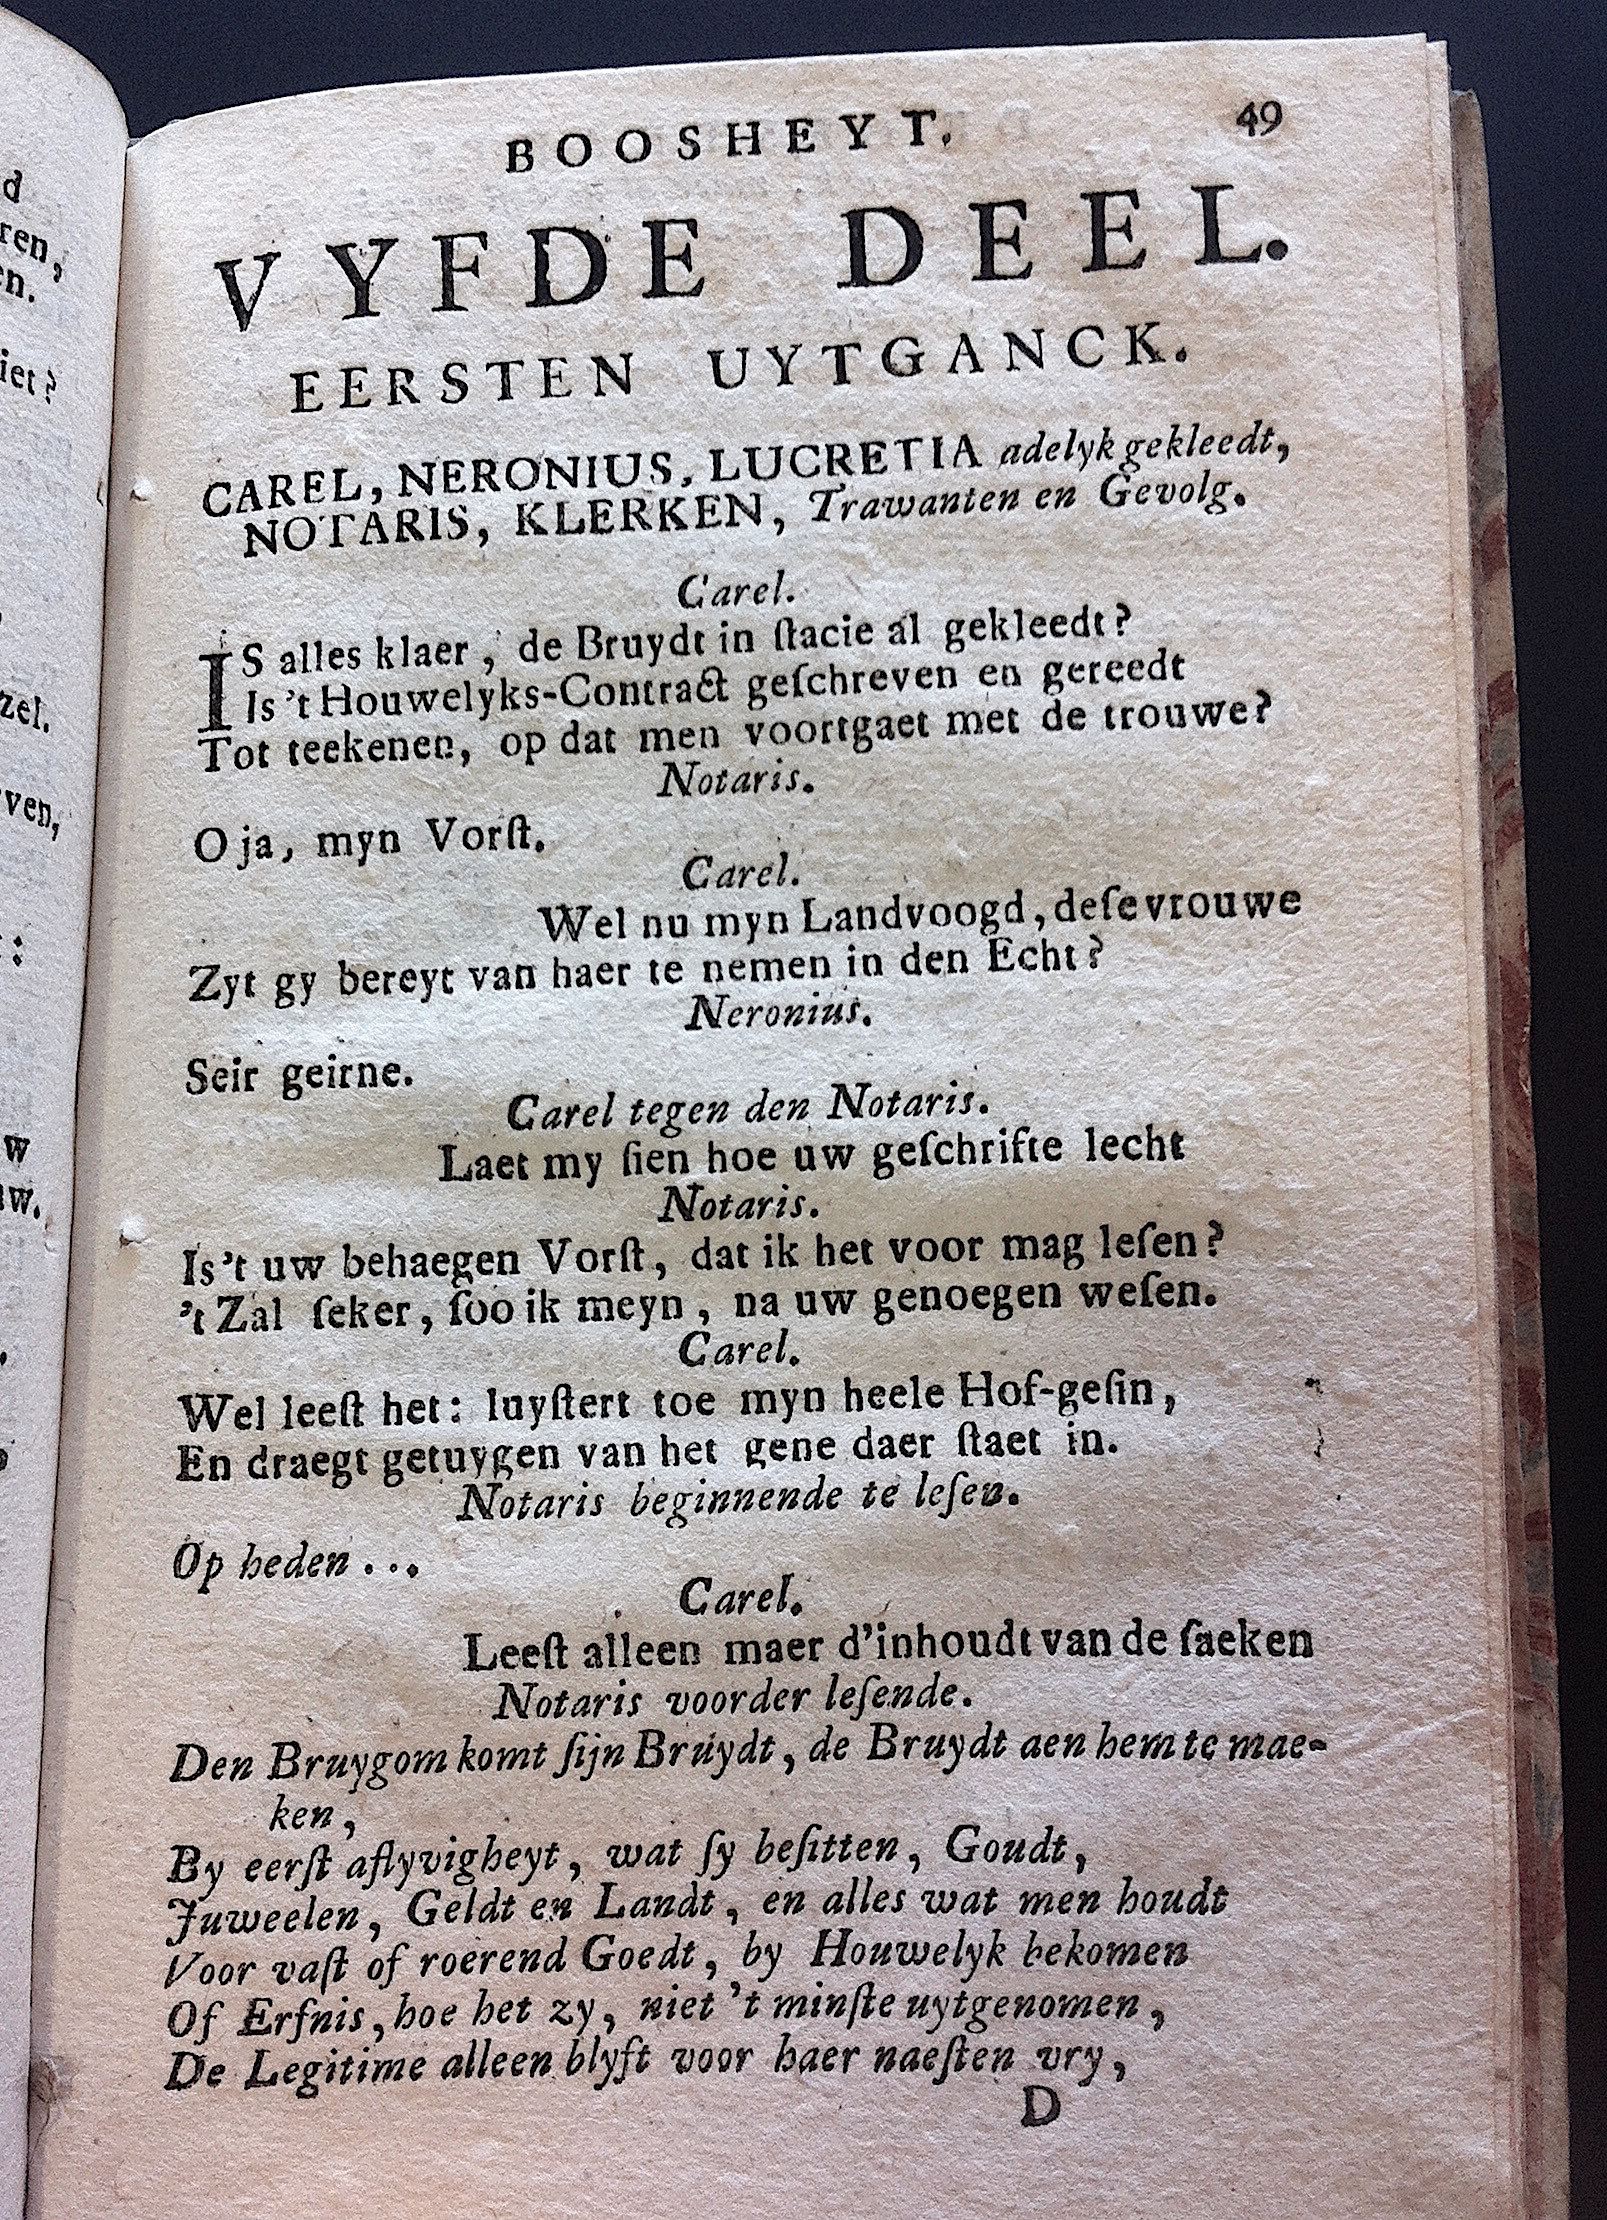 d
ren,
en.
iet?
zel.
ven,
:
w
uw.
BOOSHEYT. 49
VYFDE DEEL.
EERSTEN UYTGANCK.
CAREL, NERONIUS, LUCRETIA adelyk gekleedt,
NOTARIS, KLERKEN, Trawanten en Gevolg.
Carel.
IS alles klaer, de Bruydt in ſtacie al gekleedt?
Is 't Houwelyks-Contract geſchreven en gereedt
Tot teekenen, op dat men voortgaet met de trouwe?
Notaris.
O ja, myn Vorſt.
Carel.
Wel nu myn Landvoogd, deſe vrouwe
Zyt gy bereyt van haer te nemen in den Echt?
Neronius.
Seir geirne.
Carel tegen den Notaris.
Laet my ſien hoe uw geſchrifte lecht
Notaris.
Is 't uw behaegen Vorſt, dat ik het voor mag leſen?
't Zal ſeker, ſoo ik meyn, na uw genoegen weſen.
Carel.
Wel leeſt het: luyſtert toe myn heele Hof-geſin,
En draegt getuygen van het gene daer ſtaet in.
Notaris beginnende te leſen.
Op heden...
Carel.
Leeſt alleen maer d'inhoudt van de ſaeken
Notaris voorder leſende.
Den Bruygom komt ſijn Bruydt, de Bruydt aen hem te mae-
ken,
By eerſt aflyvigheyt, wat ſy beſitten, Goudt,
Juweelen, Geldt en Landt, en alles wat men houdt
Voor vaſt of roerend Goedt, by Houwelyk bekomen
Of Erfnis, hoe het zy, niet 't minſte uytgenomen,
De Legitime alleen blyft voor haer naeſten vry,
D